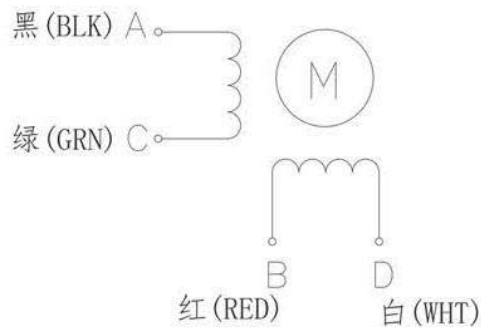 黑(BLK) A
M
绿(GRN) C
B D
红(RED) 白(WHT)